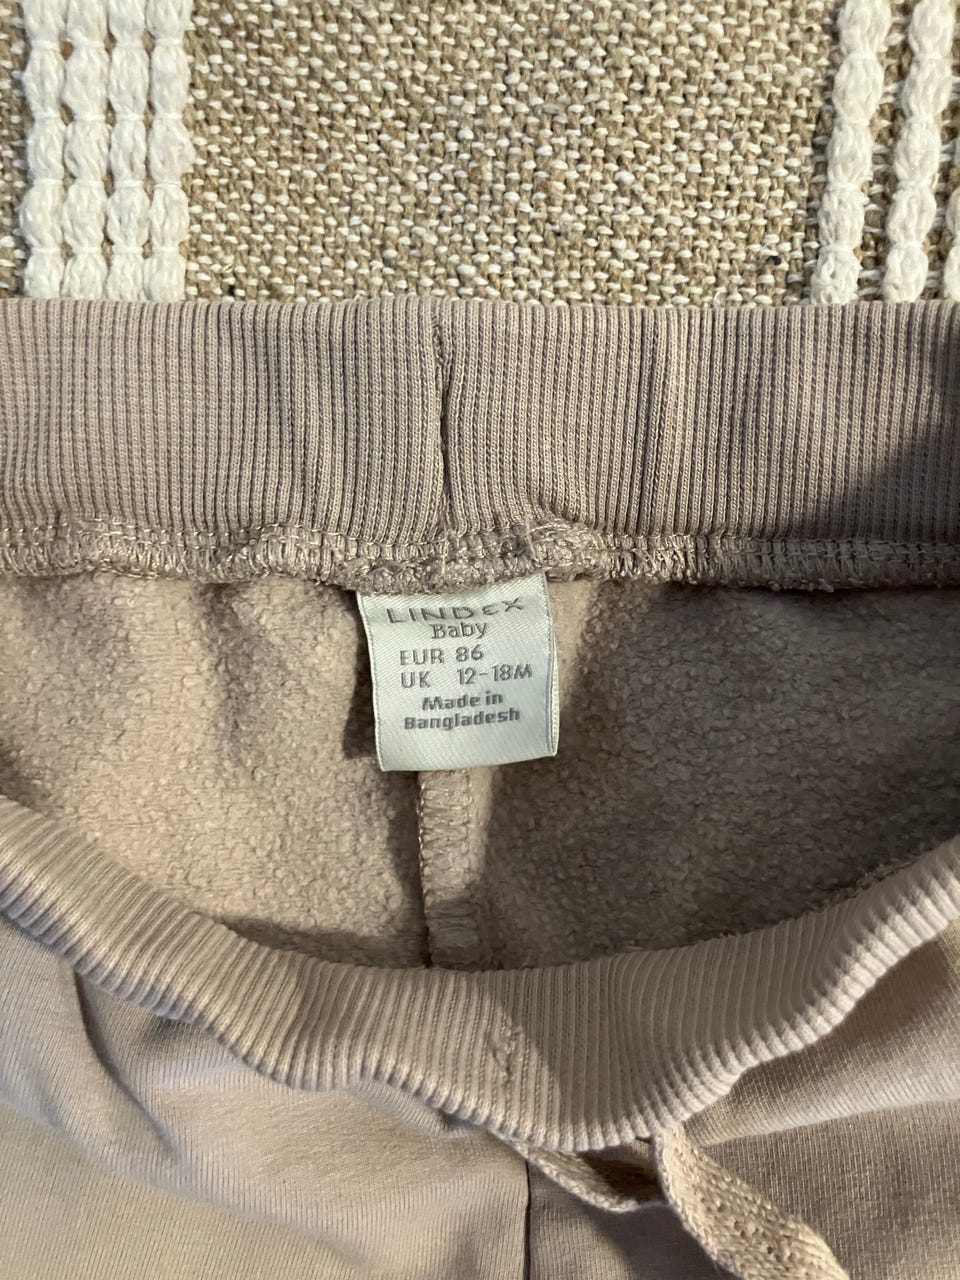 LINDEX
Baby
EUR 86
UK 12-18M
Made in
Bangladesh